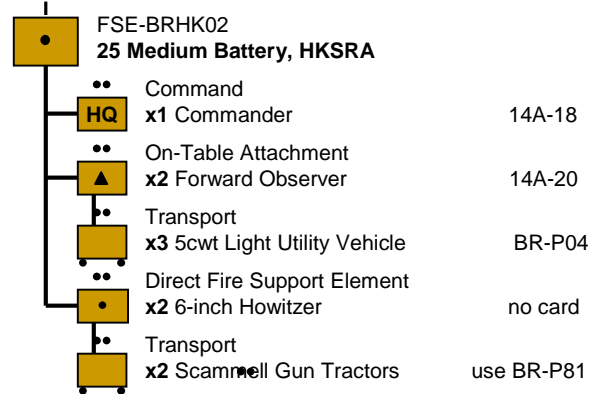 FSE-BRHK02
25 Medium Battery, HKSRA
Command
HQ x1 Commander 14A-18
On-Table Attachment
x2 Forward Observer 14A-20
Transport
x3 5cwt Light Utility Vehicle BR-P04
Direct Fire Support Element
x2 6-inch Howitzer no card
Transport
x2 Scammell Gun Tractors use BR-P81